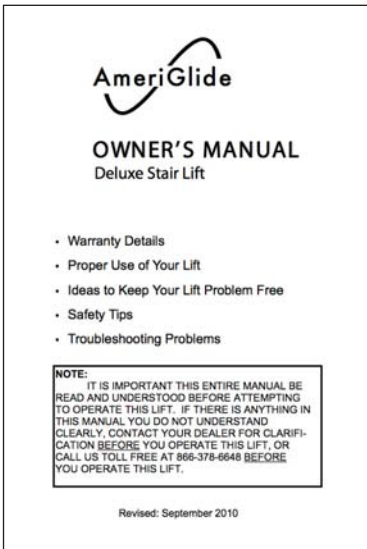 AmeriGlide
OWNER'S MANUAL
Deluxe Stair Lift
• Warranty Details
• Proper Use of Your Lift
• Ideas to Keep Your Lift Problem Free
• Safety Tips
• Troubleshooting Problems
NOTE:
IT IS IMPORTANT THIS ENTIRE MANUAL BE
READ AND UNDERSTOOD BEFORE ATTEMPTING
TO OPERATE THIS LIFT. IF THERE IS ANYTHING IN
THIS MANUAL YOU DO NOT UNDERSTAND
CLEARLY, CONTACT YOUR DEALER FOR CLARIFI-
CATION BEFORE YOU OPERATE THIS LIFT, OR
CALL US TOLL FREE AT 866-378-6648 BEFORE
YOU OPERATE THIS LIFT.
Revised: September 2010